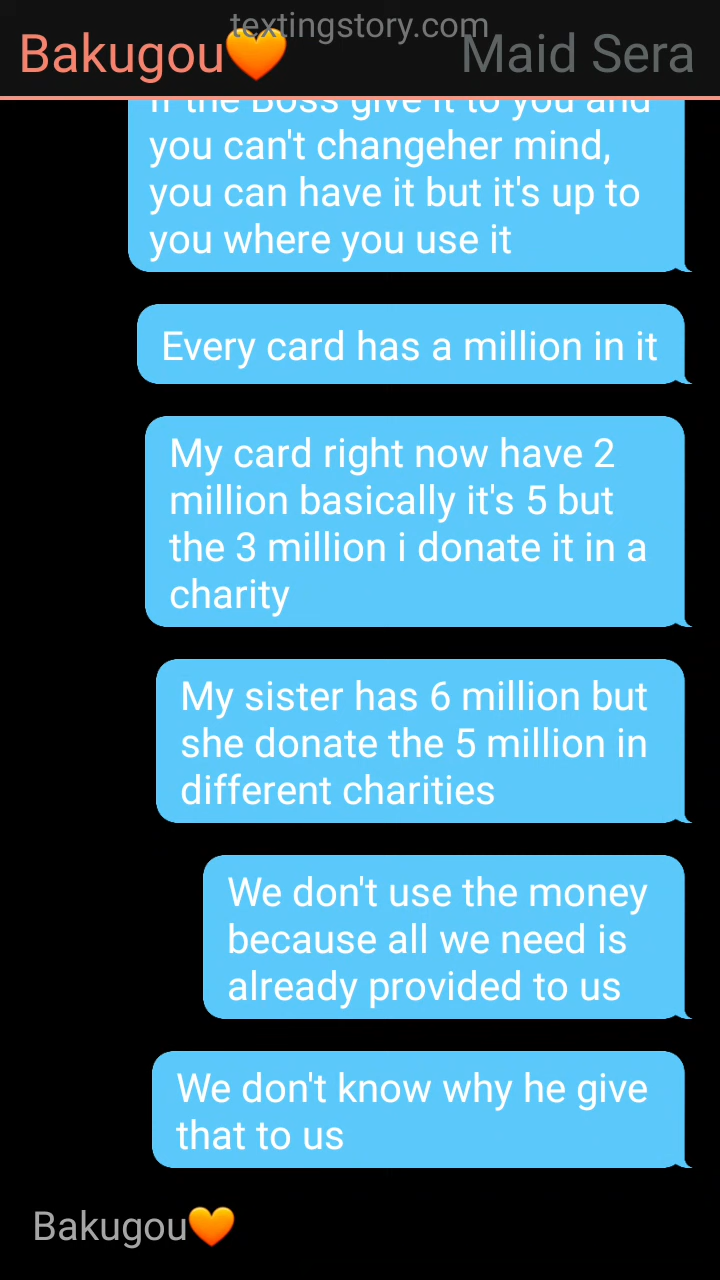 textingstory.com
Bakugou🧡 Maid Sera
If the Boss give it to you and
you can't changeher mind,
you can have it but it's up to
you where you use it
Every card has a million in it
My card right now have 2
million basically it's 5 but
the 3 million i donate it in a
charity
My sister has 6 million but
she donate the 5 million in
different charities
We don't use the money
because all we need is
already provided to us
We don't know why he give
that to us
Bakugou🧡